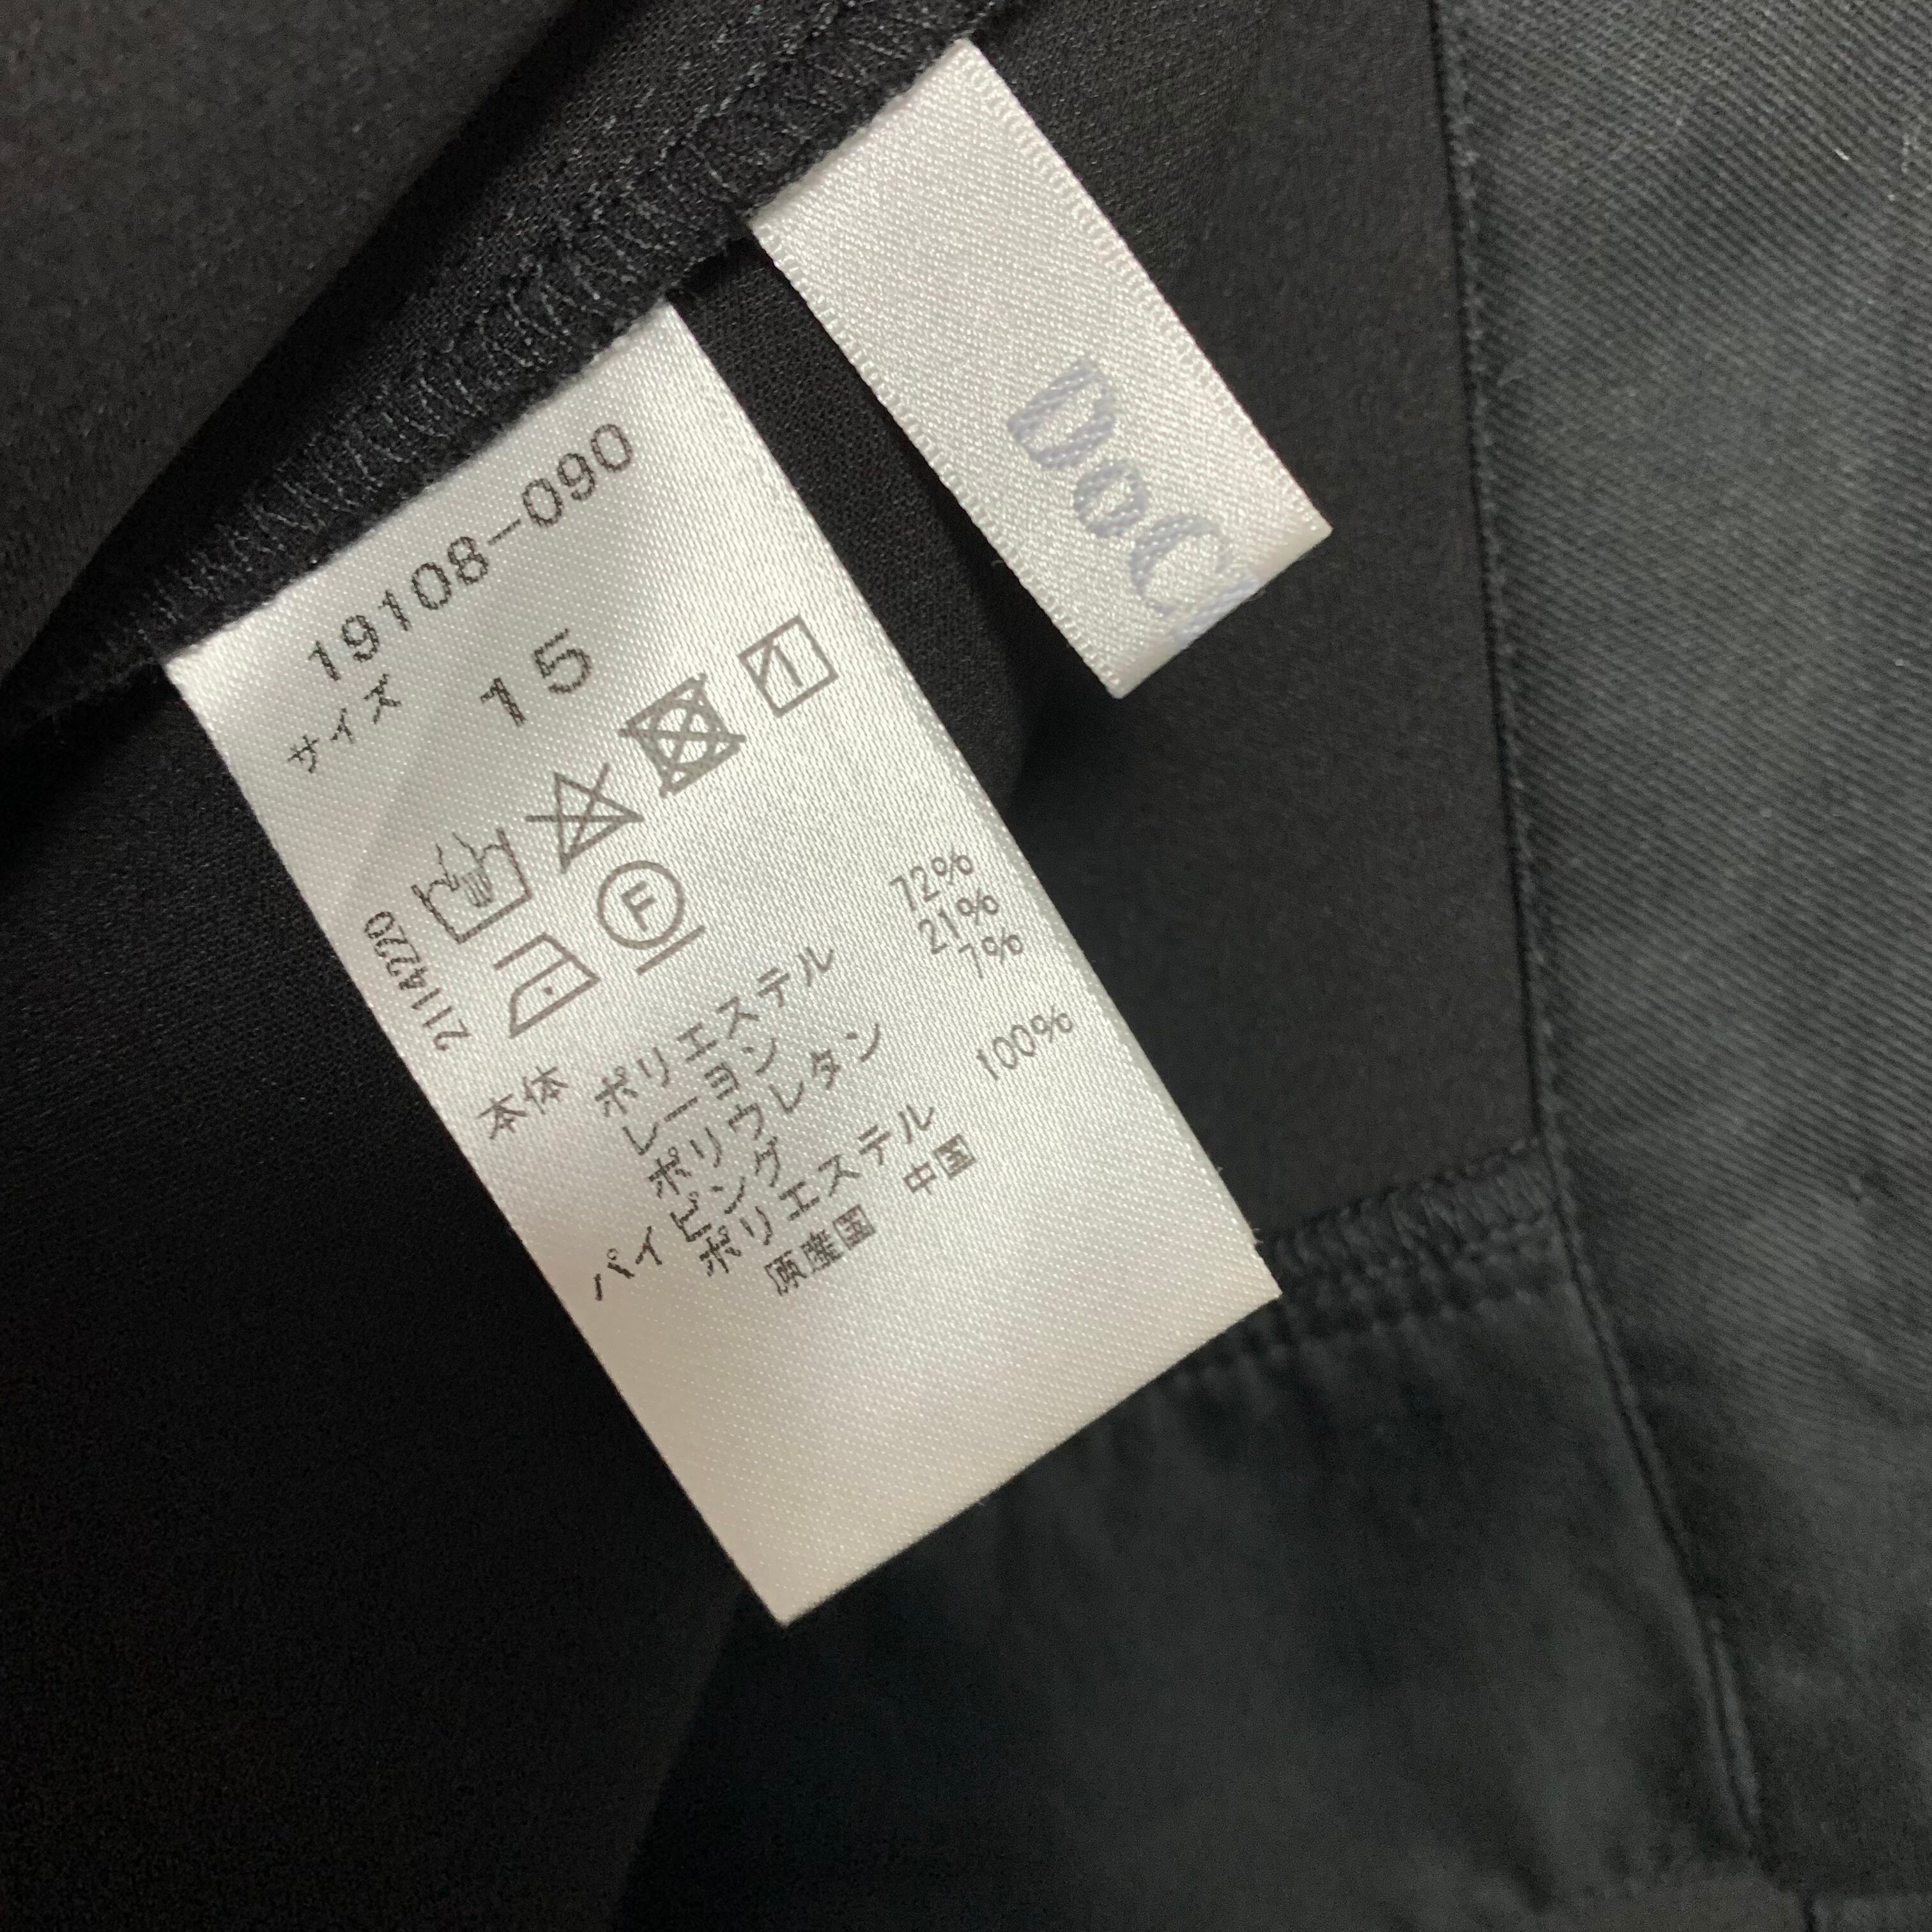 19108-090
サイズ 15
F
2114220
本体 ポリエステル 72%
レーヨン 21%
ポリウレタン 7%
パイピング
ポリエステル 100%
原産国 中国